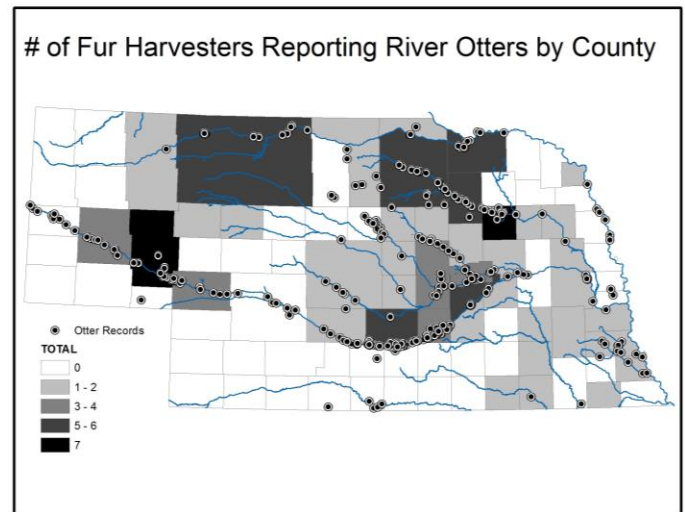 # of Fur Harvesters Reporting River Otters by County
Otter Records
TOTAL
0
1 - 2
3 - 4
5 - 6
7